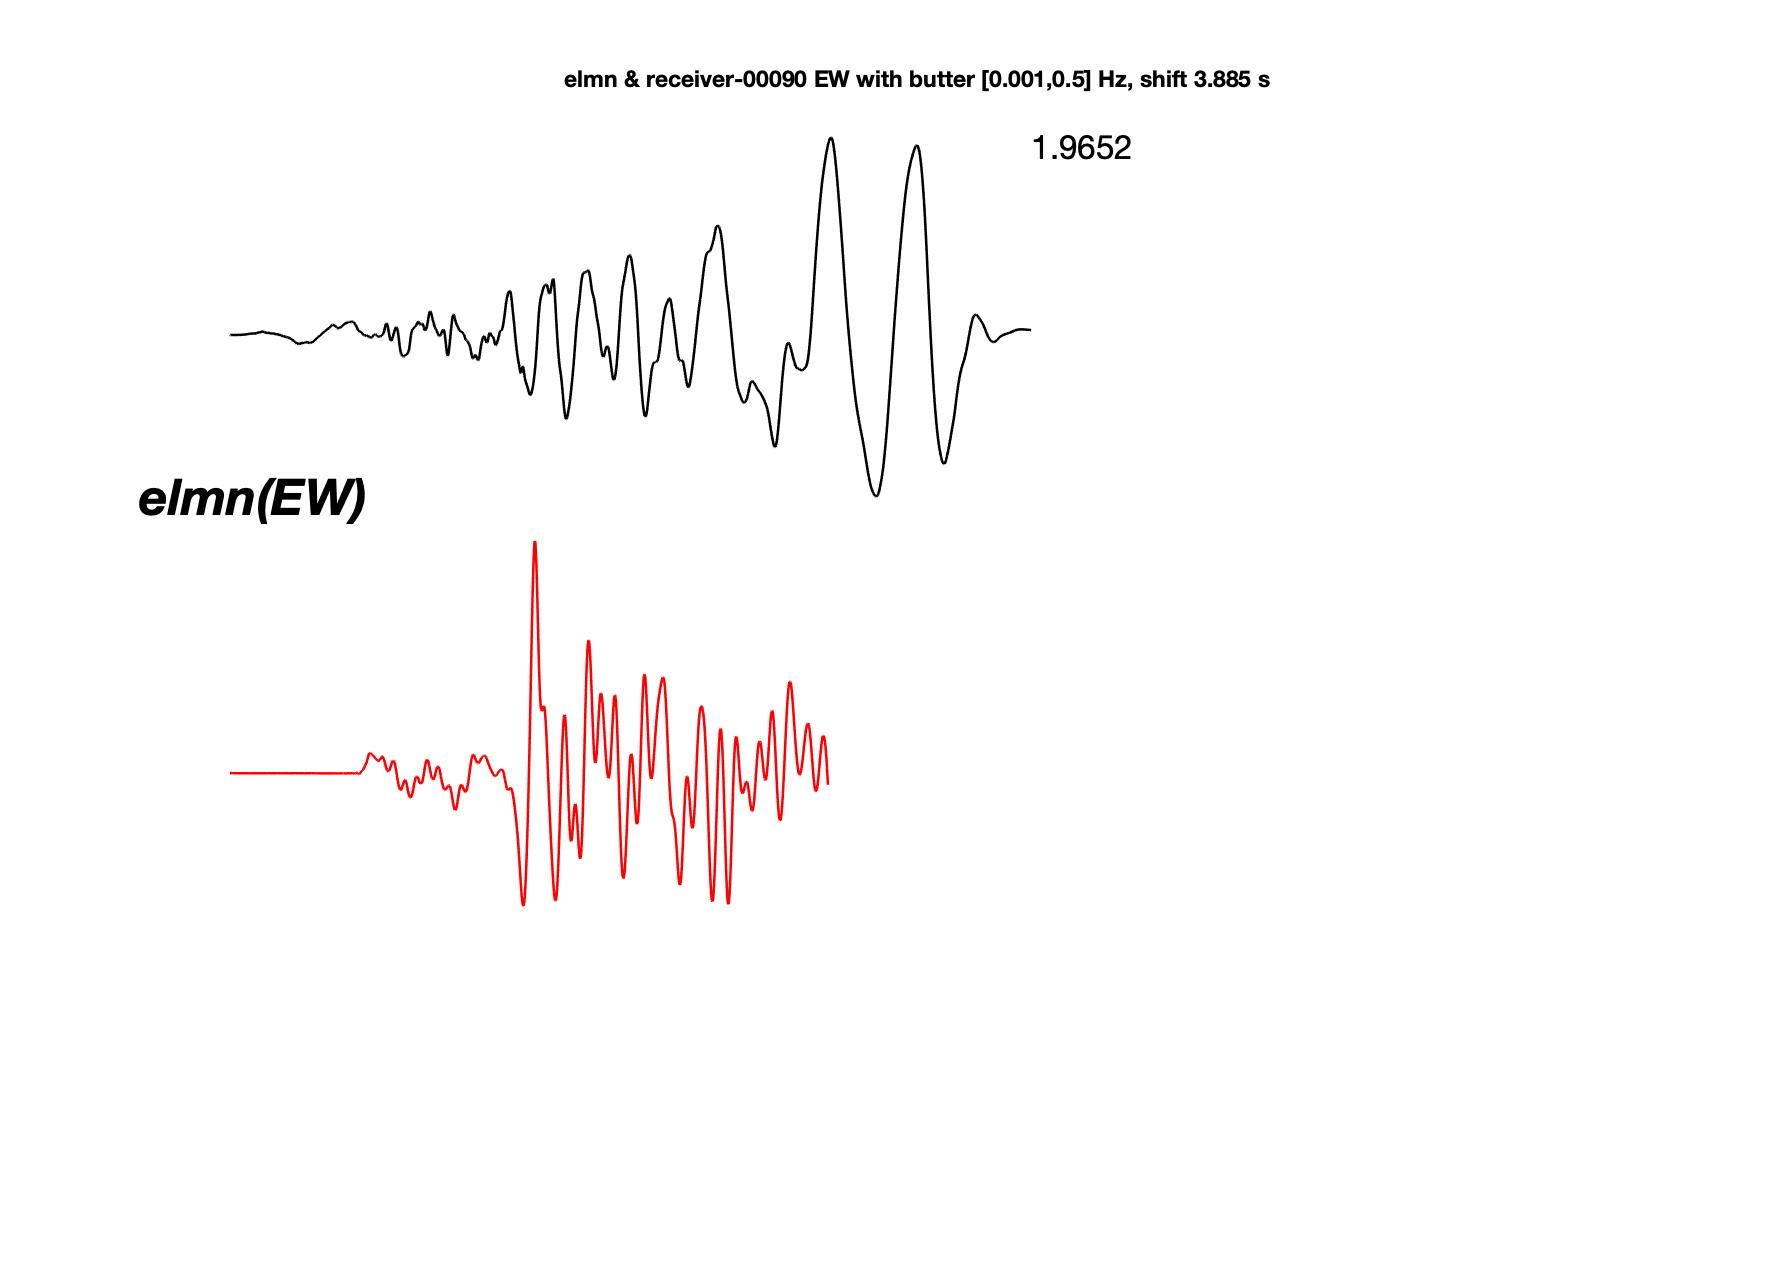 elmn & receiver-00090 EW with butter [0.001,0.5] Hz, shift 3.885 s
1.9652
elmn(EW)